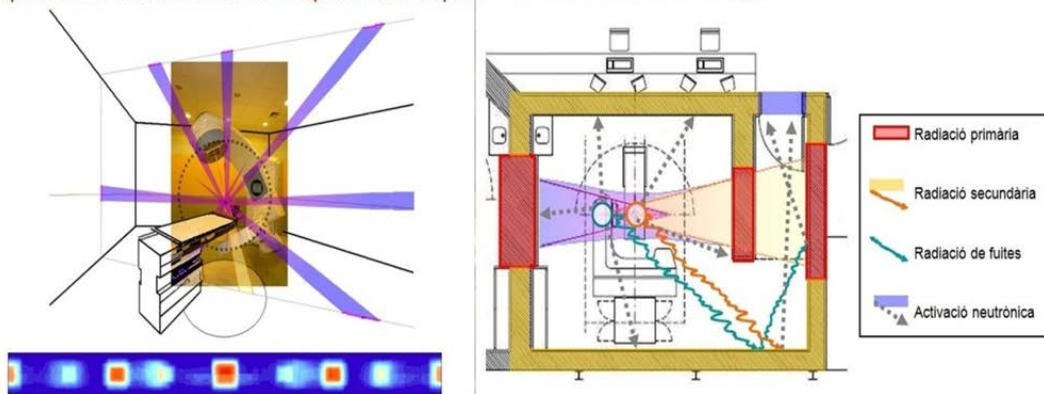 Radiació primària
Radiació secundària
Radiació de fuites
Activació neutrònica